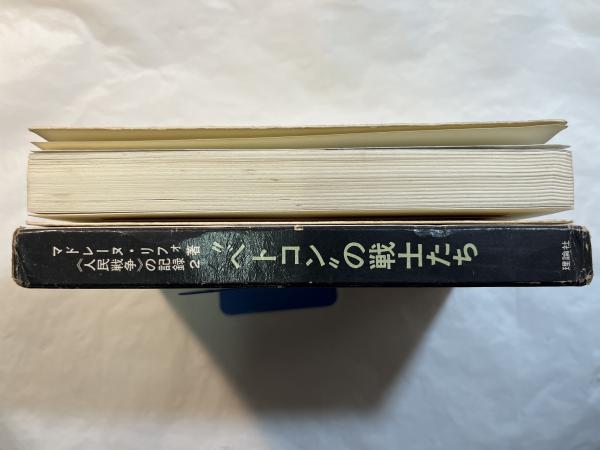 マドレーヌ・リフォ 著
《人民戦争》の記録 2
“ベトコン”の戦士たち
理論社